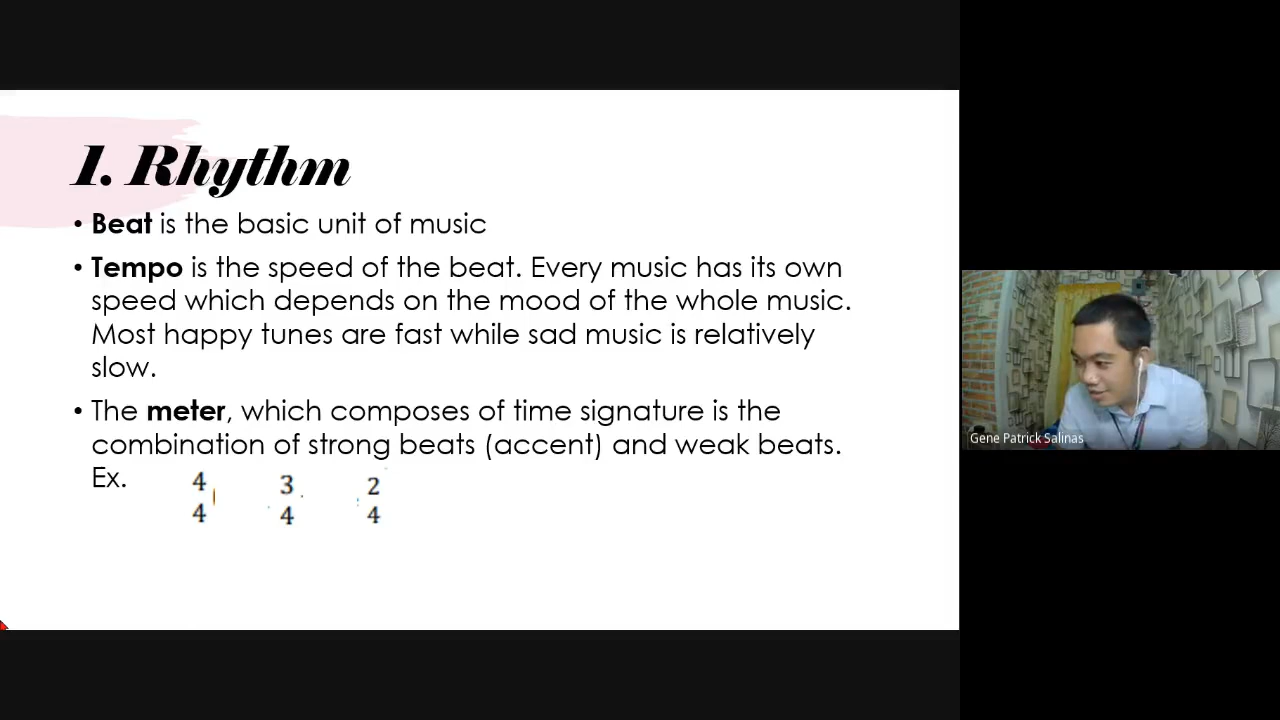 1. Rhythm
• Beat is the basic unit of music
• Tempo is the speed of the beat. Every music has its own
speed which depends on the mood of the whole music.
Most happy tunes are fast while sad music is relatively
slow.
• The meter, which composes of time signature is the
combination of strong beats (accent) and weak beats.
Ex.
4 3 2
4 4 4
Gene Patrick Salinas